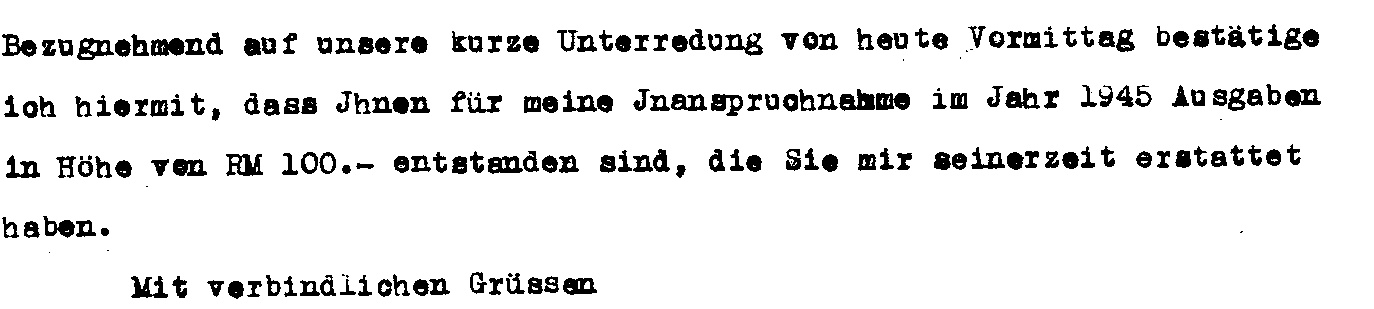 Bezugnehmend auf unsere kurze Unterredung von heute Vormittag bestätige
ich hiermit, dass Jhnen für meine Jnanspruchnahme im Jahr 1945 Ausgaben
in Höhe von RM 100.- entstanden sind, die Sie mir seinerzeit erstattet
haben.
Mit verbindlichen Grüssen